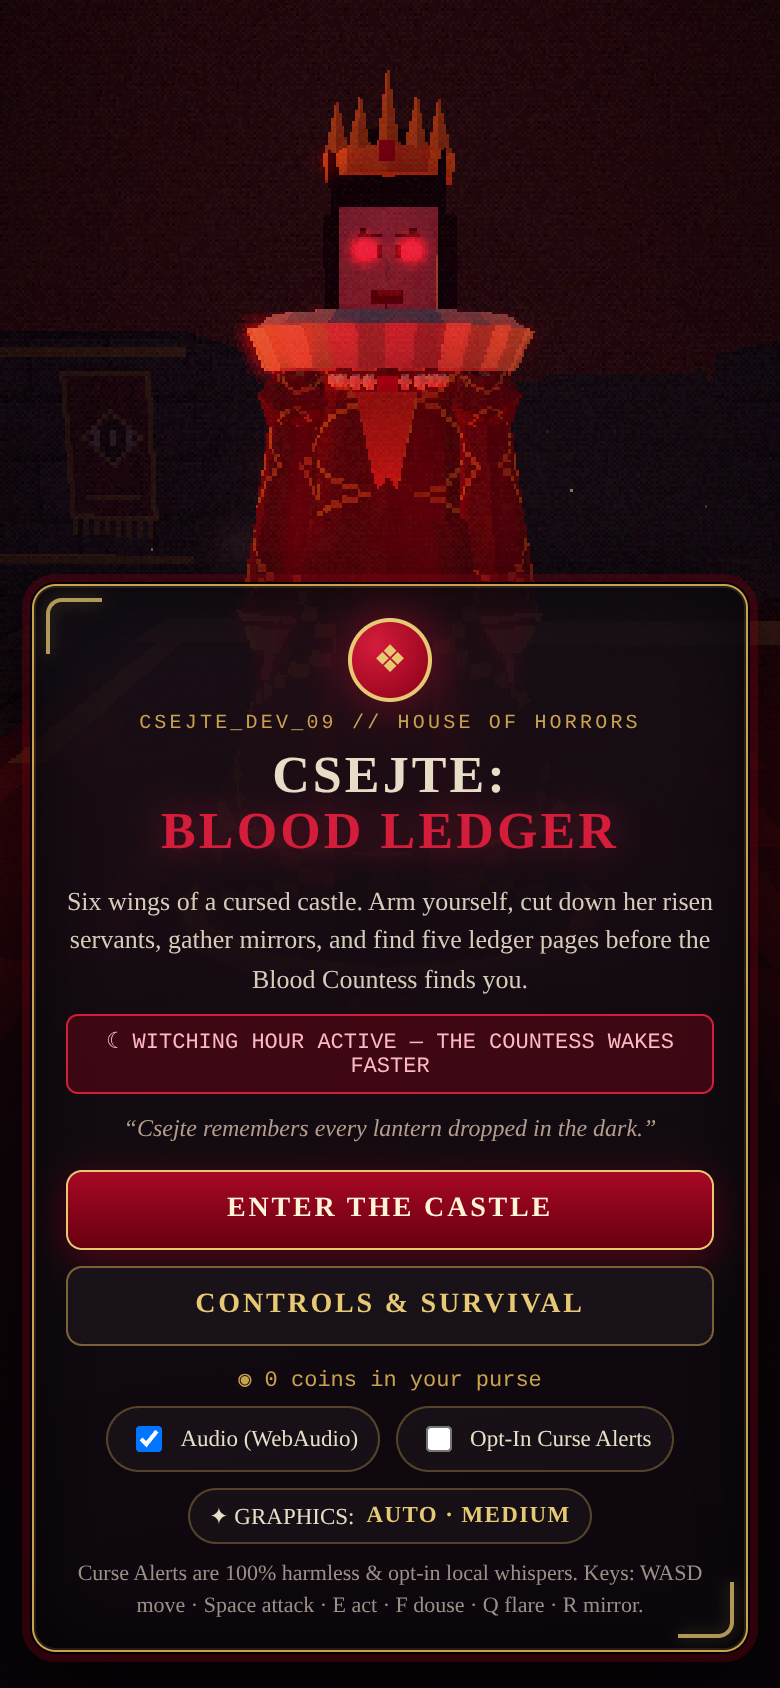 CSEJTE_DEV_09 // HOUSE OF HORRORS
CSEJTE:
BLOOD LEDGER
Six wings of a cursed castle. Arm yourself, cut down her risen
servants, gather mirrors, and find five ledger pages before the
Blood Countess finds you.
☾ WITCHING HOUR ACTIVE — THE COUNTESS WAKES
FASTER
“Csejte remembers every lantern dropped in the dark.”
ENTER THE CASTLE
CONTROLS & SURVIVAL
◉ 0 coins in your purse
Audio (WebAudio)
Opt-In Curse Alerts
✦ GRAPHICS: AUTO · MEDIUM
Curse Alerts are 100% harmless & opt-in local whispers. Keys: WASD
move · Space attack · E act · F douse · Q flare · R mirror.